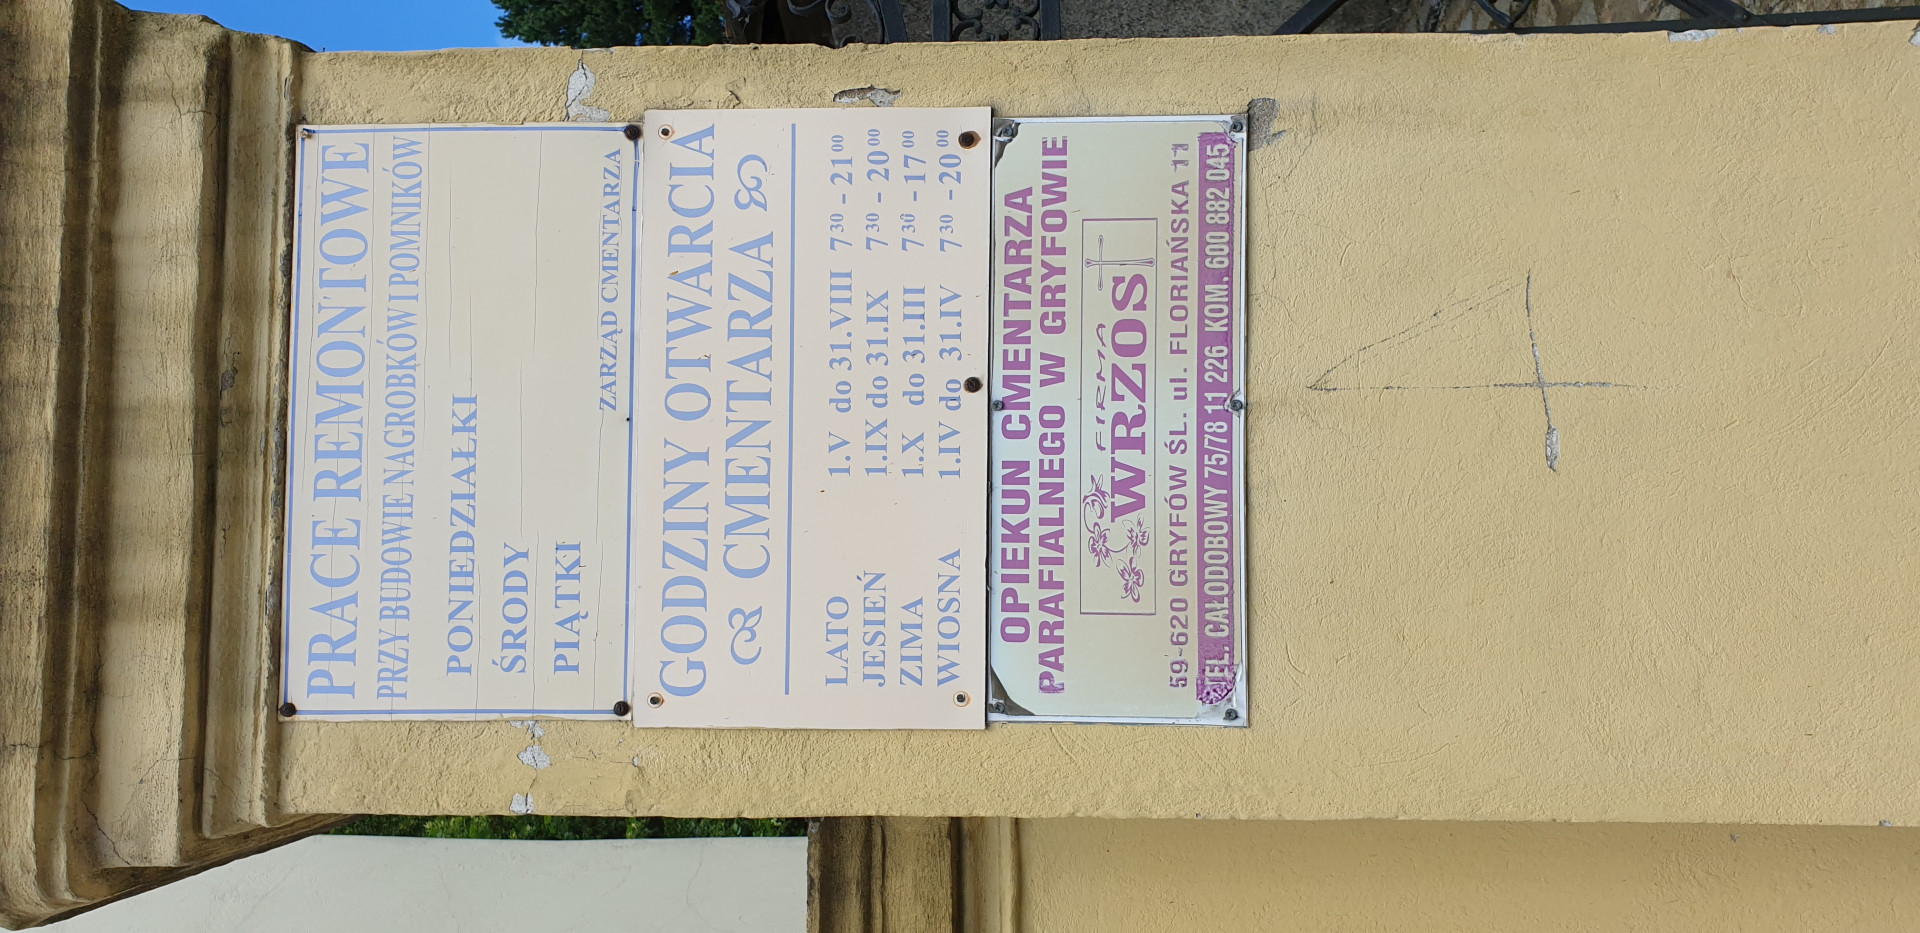 PRACE REMONTOWE
PRZY BUDOWIE NAGROBKÓW I POMNIKÓW
PONIEDZIAŁKI
ŚRODY
PIĄTKI
ZARZĄD CMENTARZA
GODZINY OTWARCIA
CMENTARZA
LATO 1.V do 31.VIII 7³⁰ - 21⁰⁰
JESIEŃ 1.IX do 31.IX 7³⁰ - 20⁰⁰
ZIMA 1.X do 31.III 7³⁰ - 17⁰⁰
WIOSNA 1.IV do 31.IV 7³⁰ - 20⁰⁰
OPIEKUN CMENTARZA
PARAFIALNEGO W GRYFOWIE
FIRMA
WRZOS
59-620 GRYFÓW ŚL. ul. FLORIAŃSKA 11
TEL. CAŁODOBOWY 75/78 11 226 KOM. 600 882 045